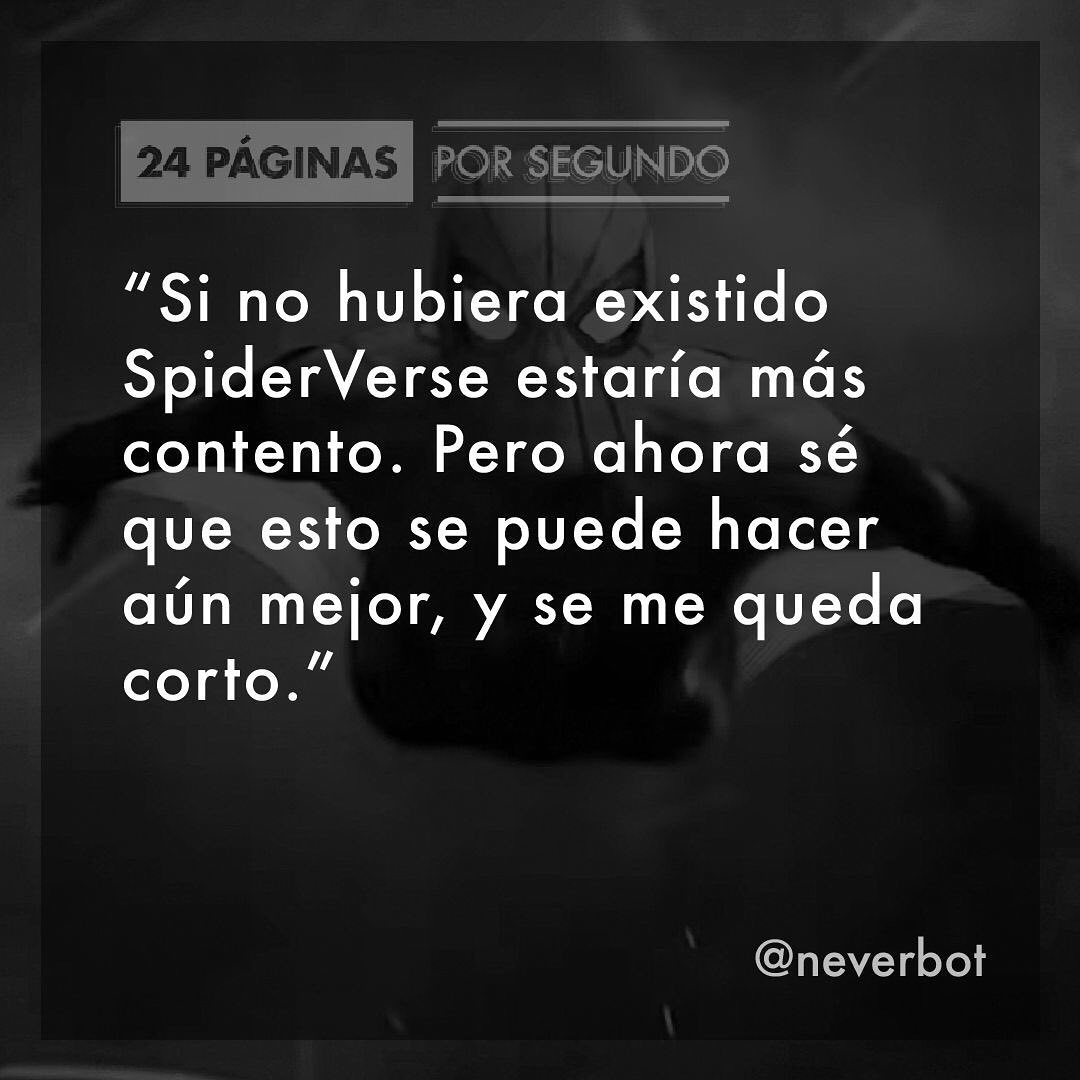 24 PÁGINAS POR SEGUNDO
“Si no hubiera existido
SpiderVerse estaría más
contento. Pero ahora sé
que esto se puede hacer
aún mejor, y se me queda
corto.”
@neverbot